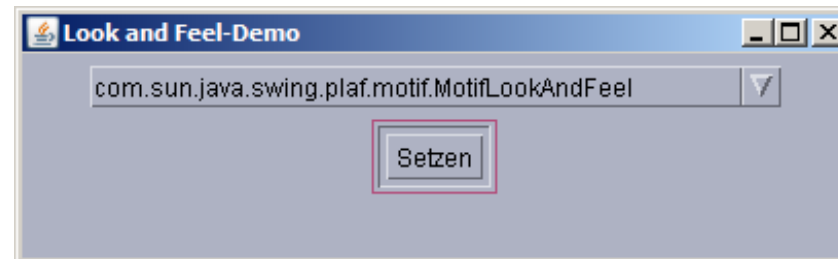 Look and Feel-Demo
com.sun.java.swing.plaf.motif.MotifLookAndFeel
Setzen